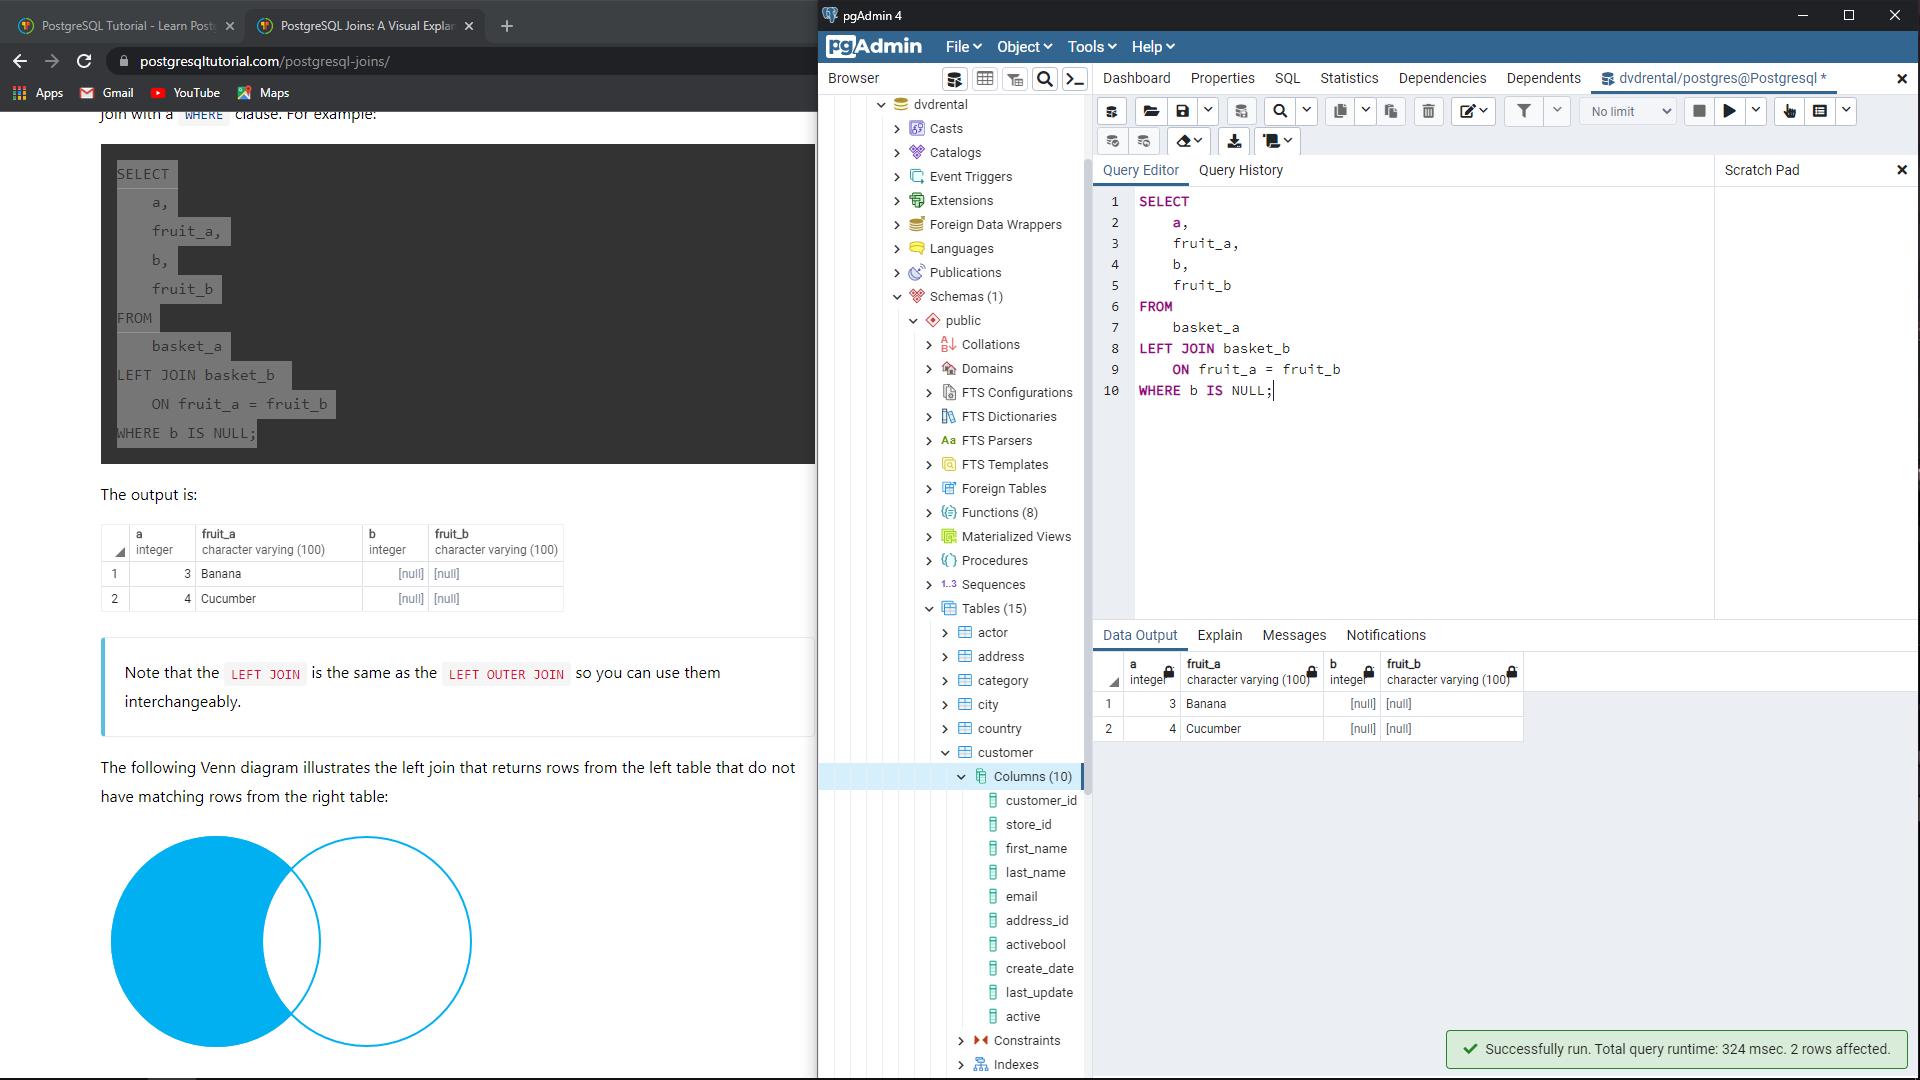 PostgreSQL Tutorial - Learn Post
PostgreSQL Joins: A Visual Explan
postgresqltutorial.com/postgresql-joins/
Apps
Gmail
YouTube
Maps
join with a WHERE clause. For example:
SELECT
a,
fruit_a,
b,
fruit_b
FROM
basket_a
LEFT JOIN basket_b
ON fruit_a = fruit_b
WHERE b IS NULL;
The output is:
a fruit_a b fruit_b
integer character varying (100) integer character varying (100)
1 3 Banana [null] [null]
2 4 Cucumber [null] [null]
Note that the LEFT JOIN is the same as the LEFT OUTER JOIN so you can use them
interchangeably.
The following Venn diagram illustrates the left join that returns rows from the left table that do not
have matching rows from the right table:
pgAdmin 4
pgAdmin
File Object Tools Help
Browser
dvdrental
Casts
Catalogs
Event Triggers
Extensions
Foreign Data Wrappers
Languages
Publications
Schemas (1)
public
Collations
Domains
FTS Configurations
FTS Dictionaries
Aa FTS Parsers
FTS Templates
Foreign Tables
Functions (8)
Materialized Views
Procedures
1..3 Sequences
Tables (15)
actor
address
category
city
country
customer
Columns (10)
customer_id
store_id
first_name
last_name
email
address_id
activebool
create_date
last_update
active
Constraints
Indexes
Dashboard Properties SQL Statistics Dependencies Dependents dvdrental/postgres@Postgresql *
No limit
Query Editor Query History
Scratch Pad
1 SELECT
2 a,
3 fruit_a,
4 b,
5 fruit_b
6 FROM
7 basket_a
8 LEFT JOIN basket_b
9 ON fruit_a = fruit_b
10 WHERE b IS NULL;
Data Output Explain Messages Notifications
a fruit_a b fruit_b
integer character varying (100) integer character varying (100)
1 3 Banana [null] [null]
2 4 Cucumber [null] [null]
Successfully run. Total query runtime: 324 msec. 2 rows affected.